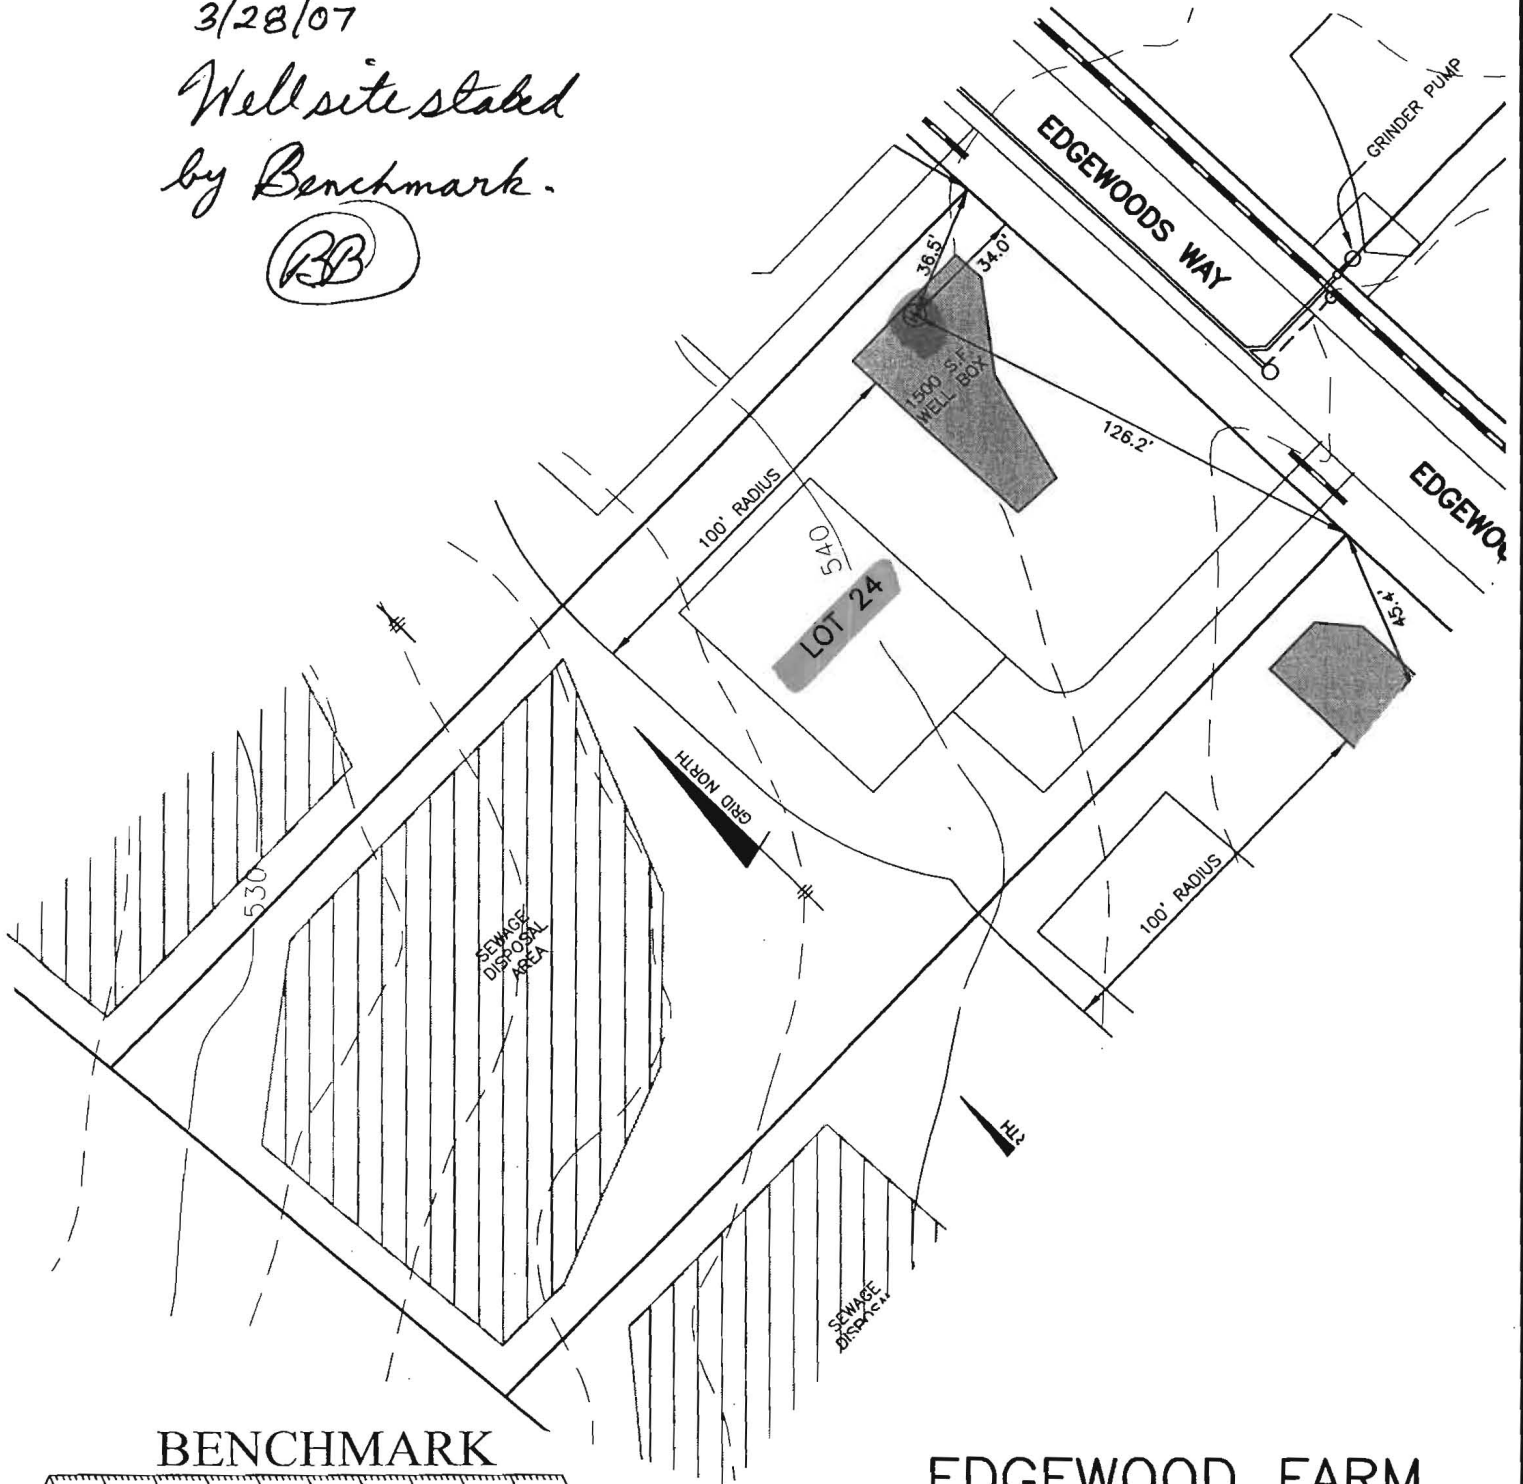 3/28/07
Wellsite staked
by Benchmark.
BB
GRINDER PUMP
EDGEWOODS WAY
36.5'
34.0'
W
1500 S.F.
WELL BOX
126.2'
EDGEWO
100' RADIUS
540
LOT 24
45.4'
GRID NORTH
530
SEWAGE
DISPOSAL
AREA
100' RADIUS
RTH
SEWAGE
DISPOSAL
BENCHMARK
EDGEWOOD FARM